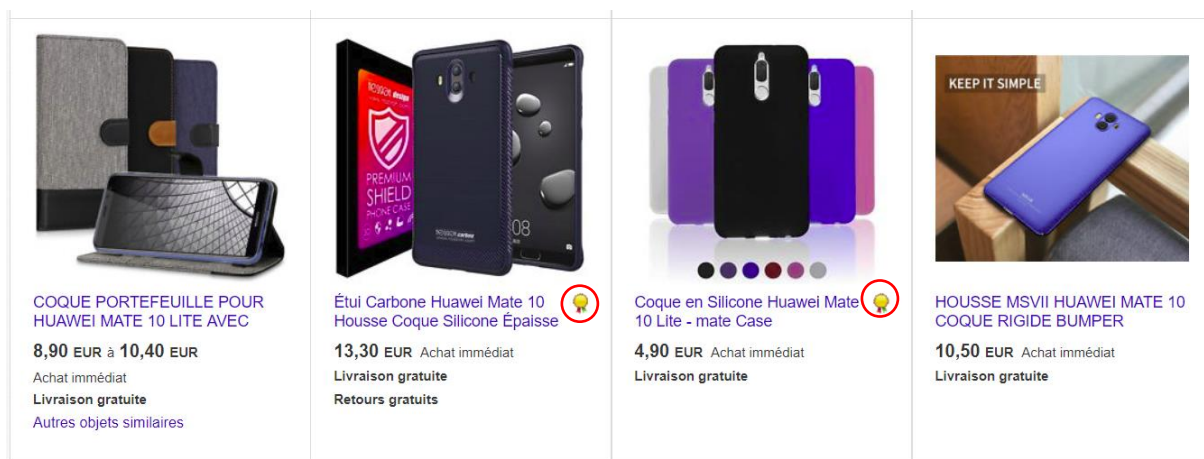 BESSON design
PREMIUM
SHIELD
PHONE CASE
:08
KEEP IT SIMPLE
COQUE PORTEFEUILLE POUR
HUAWEI MATE 10 LITE AVEC
8,90 EUR à 10,40 EUR
Achat immédiat
Livraison gratuite
Autres objets similaires
Étui Carbone Huawei Mate 10
Housse Coque Silicone Épaisse
13,30 EUR Achat immédiat
Livraison gratuite
Retours gratuits
Coque en Silicone Huawei Mate
10 Lite - mate Case
4,90 EUR Achat immédiat
Livraison gratuite
HOUSSE MSVII HUAWEI MATE 10
COQUE RIGIDE BUMPER
10,50 EUR Achat immédiat
Livraison gratuite